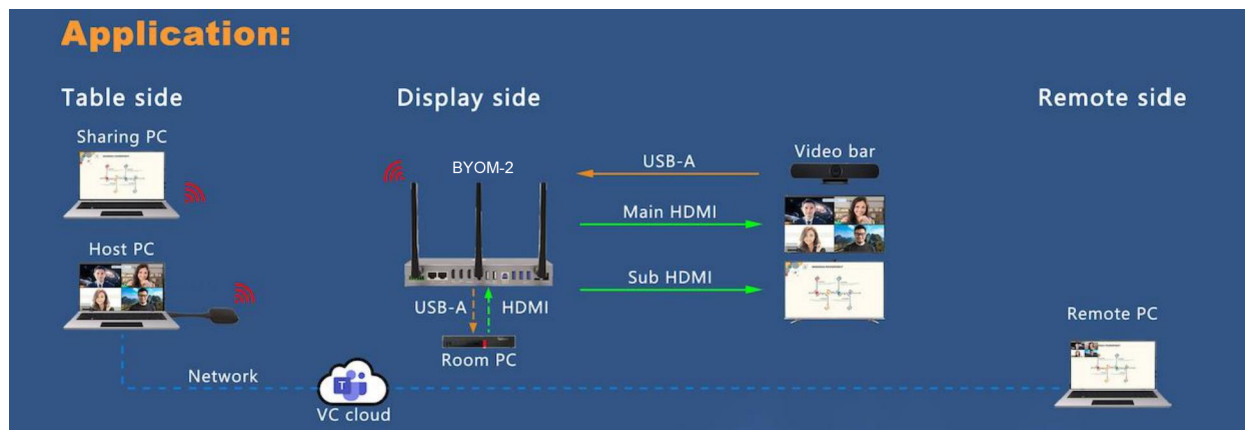 Application:
Table side
Display side
Remote side
Sharing PC
BYOM-2
USB-A
Video bar
Main HDMI
Host PC
Sub HDMI
USB-A
HDMI
Remote PC
Room PC
Network
T
VC cloud